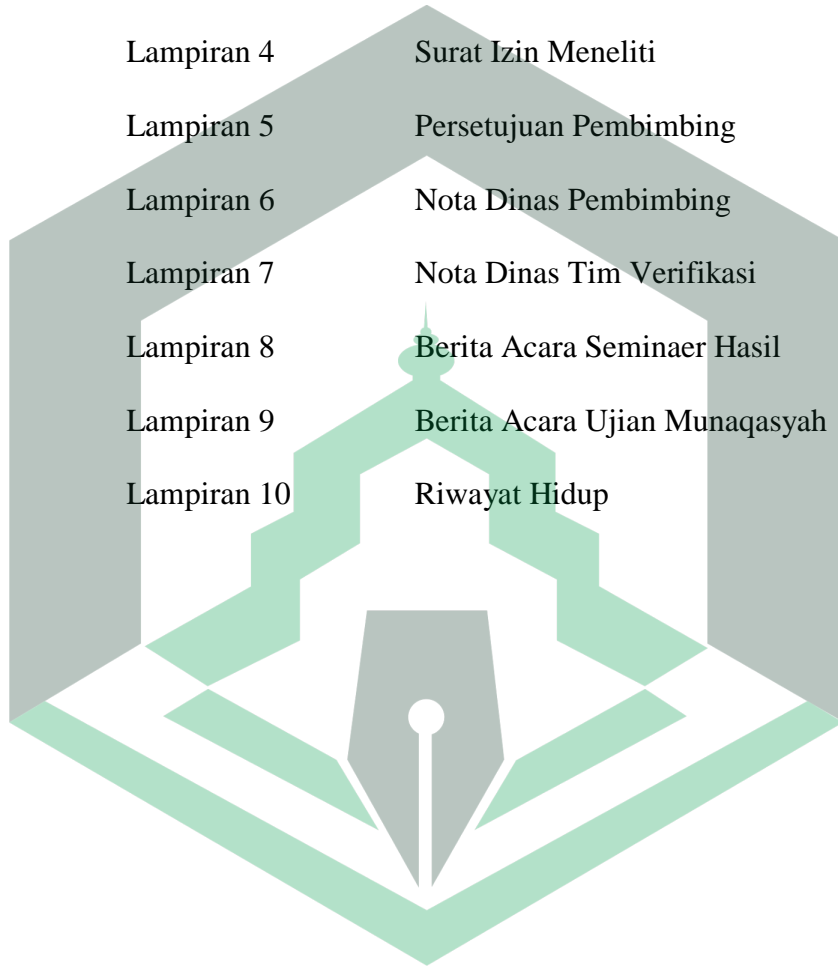 Lampiran 4 Surat Izin Meneliti
Lampiran 5 Persetujuan Pembimbing
Lampiran 6 Nota Dinas Pembimbing
Lampiran 7 Nota Dinas Tim Verifikasi
Lampiran 8 Berita Acara Seminaer Hasil
Lampiran 9 Berita Acara Ujian Munaqasyah
Lampiran 10 Riwayat Hidup